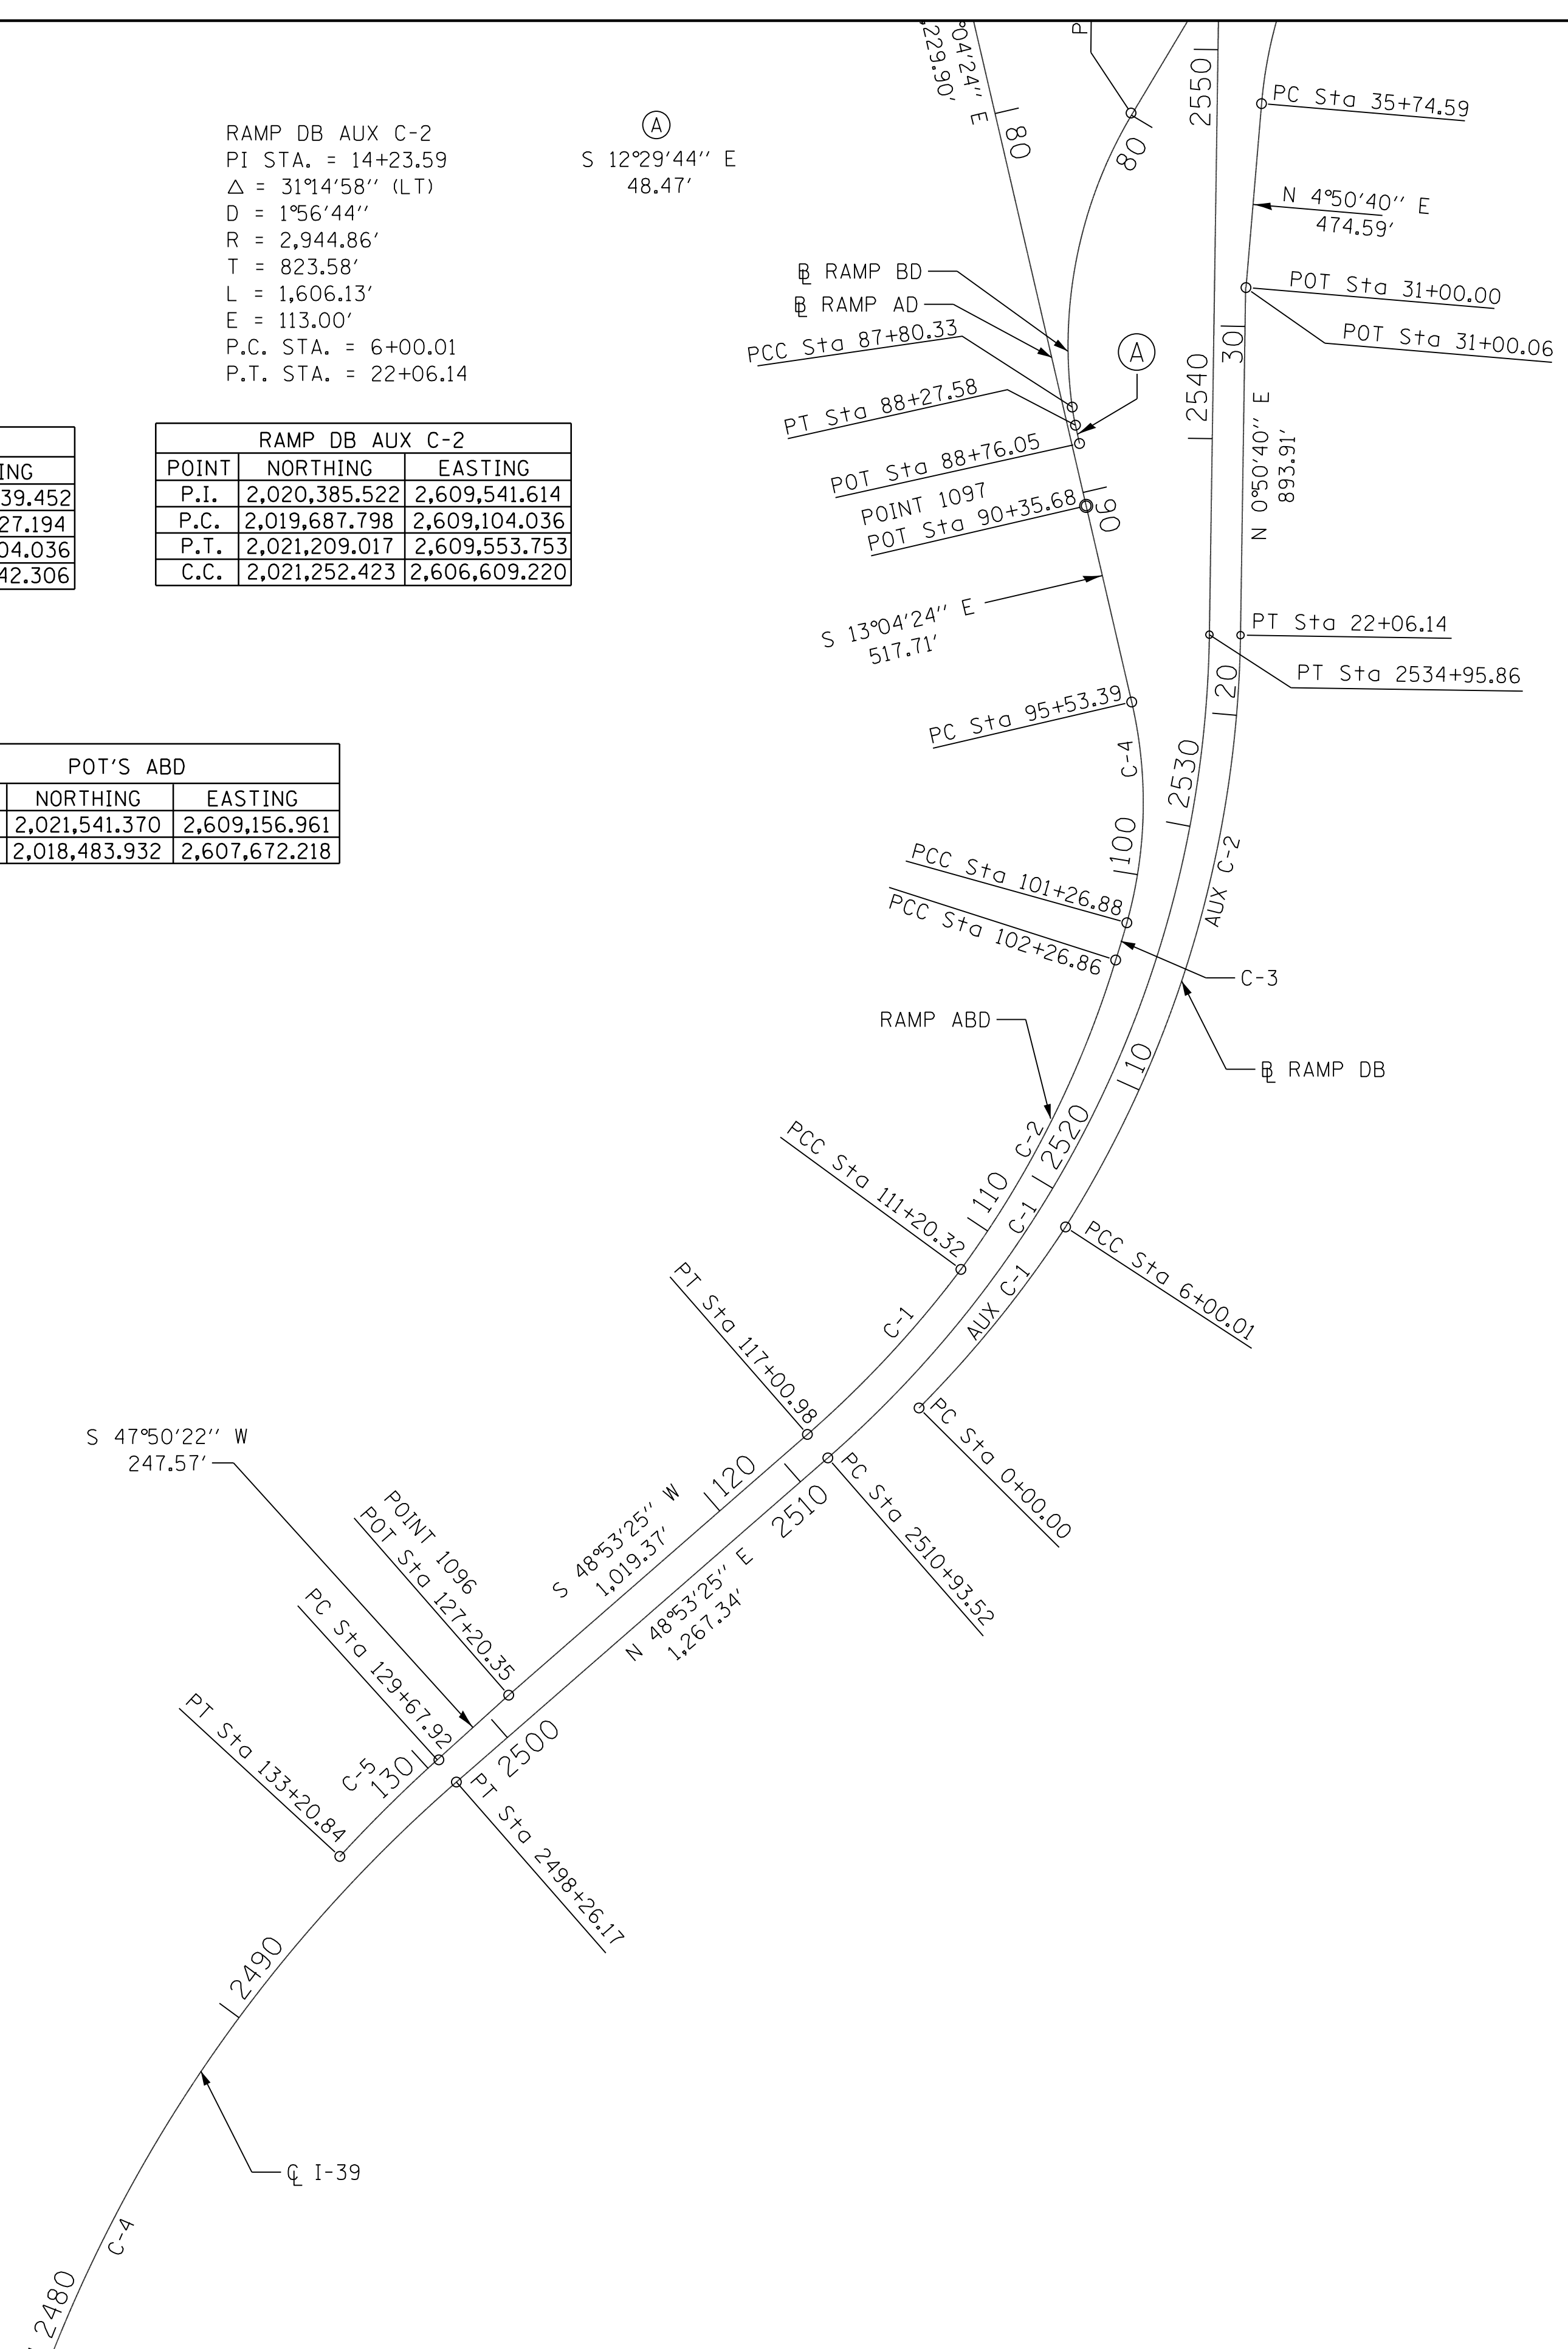 RAMP DB AUX C-2
PI STA. = 14+23.59
Δ = 31°14'58'' (LT)
D = 1°56'44''
R = 2,944.86'
T = 823.58'
L = 1,606.13'
E = 113.00'
P.C. STA. = 6+00.01
P.T. STA. = 22+06.14
A
S 12°29'44'' E
48.47'
ING
39.452
27.194
04.036
42.306
RAMP DB AUX C-2
POINT NORTHING EASTING
P.I. 2,020,385.522 2,609,541.614
P.C. 2,019,687.798 2,609,104.036
P.T. 2,021,209.017 2,609,553.753
C.C. 2,021,252.423 2,606,609.220
POT'S ABD
NORTHING EASTING
2,021,541.370 2,609,156.961
2,018,483.932 2,607,672.218
°04'24'' E
229.90'
80
P
80
2550
PC Sta 35+74.59
N 4°50'40'' E
474.59'
POT Sta 31+00.00
POT Sta 31+00.06
30
2540
N 0°50'40'' E
893.91'
℄ RAMP BD
℄ RAMP AD
PCC Sta 87+80.33
A
PT Sta 88+27.58
POT Sta 88+76.05
POINT 1097
POT Sta 90+35.68
90
S 13°04'24'' E
517.71'
PT Sta 22+06.14
PT Sta 2534+95.86
20
PC Sta 95+53.39
C-4
2530
100
AUX C-2
PCC Sta 101+26.88
PCC Sta 102+26.86
C-3
RAMP ABD
10
℄ RAMP DB
C-2
2520
PCC Sta 111+20.32
110
C-1
PCC Sta 6+00.01
AUX C-1
PT Sta 117+00.98
C-1
PC Sta 0+00.00
S 47°50'22'' W
247.57'
120
2510
PC Sta 2510+93.52
S 48°53'25'' W
1,019.37'
N 48°53'25'' E
1,267.34'
POINT 1096
POT Sta 127+20.35
PC Sta 129+67.92
PT Sta 133+20.84
C-5
130
2500
PT Sta 2498+26.17
2490
℄ I-39
C-4
2480